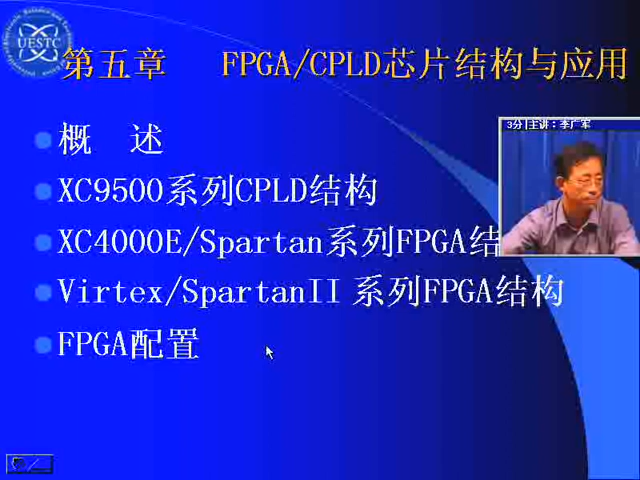 UESTC
第五章 FPGA/CPLD芯片结构与应用
3分|主讲：李广军
概 述
XC9500系列CPLD结构
XC4000E/Spartan系列FPGA结
Virtex/SpartanII 系列FPGA结构
FPGA配置